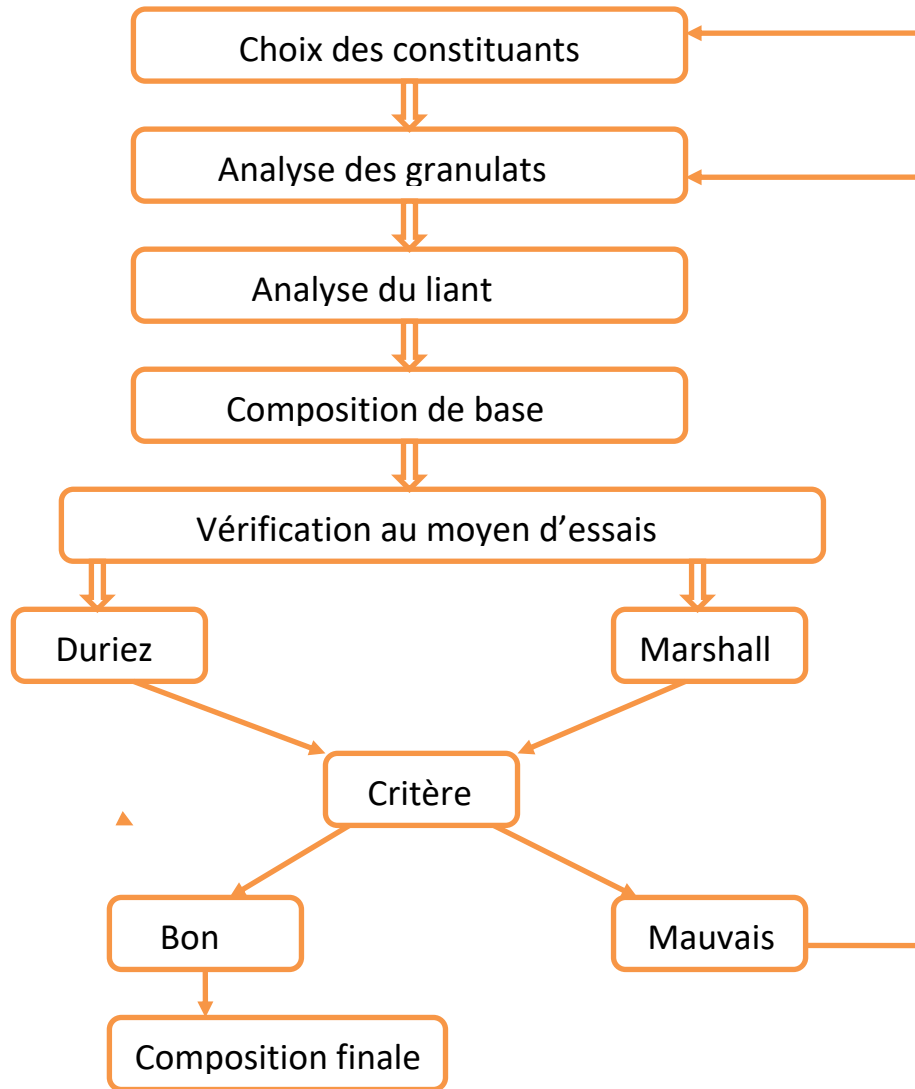 Choix des constituants
Analyse des granulats
Analyse du liant
Composition de base
Vérification au moyen d’essais
Duriez
Marshall
Critère
Bon
Mauvais
Composition finale